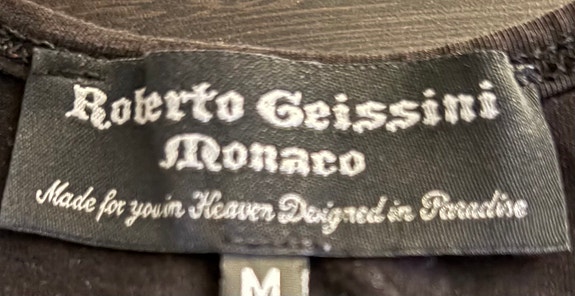 Roberto Geissini
Monaco
Made for you in Heaven Designed in Paradise
M